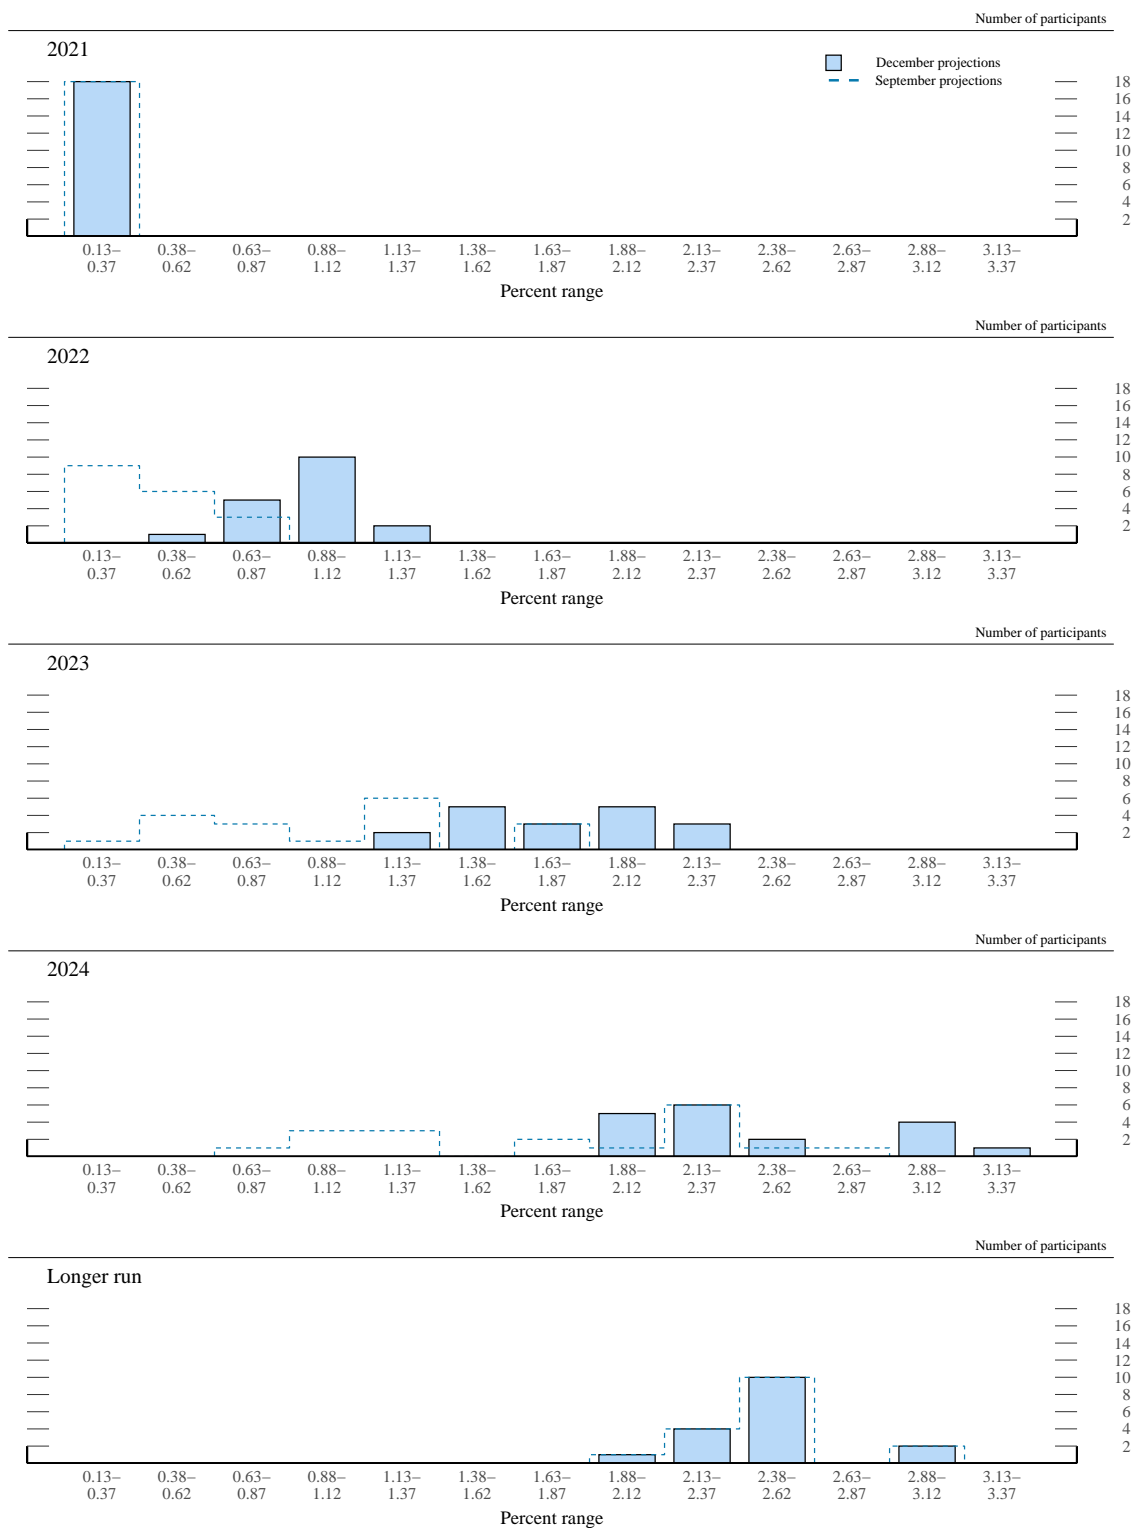 Number of participants
2021
December projections
September projections
18
16
14
12
10
8
6
4
2
0.13– 0.38– 0.63– 0.88– 1.13– 1.38– 1.63– 1.88– 2.13– 2.38– 2.63– 2.88– 3.13–
0.37 0.62 0.87 1.12 1.37 1.62 1.87 2.12 2.37 2.62 2.87 3.12 3.37
Percent range
Number of participants
2022
18
16
14
12
10
8
6
4
2
0.13– 0.38– 0.63– 0.88– 1.13– 1.38– 1.63– 1.88– 2.13– 2.38– 2.63– 2.88– 3.13–
0.37 0.62 0.87 1.12 1.37 1.62 1.87 2.12 2.37 2.62 2.87 3.12 3.37
Percent range
Number of participants
2023
18
16
14
12
10
8
6
4
2
0.13– 0.38– 0.63– 0.88– 1.13– 1.38– 1.63– 1.88– 2.13– 2.38– 2.63– 2.88– 3.13–
0.37 0.62 0.87 1.12 1.37 1.62 1.87 2.12 2.37 2.62 2.87 3.12 3.37
Percent range
Number of participants
2024
18
16
14
12
10
8
6
4
2
0.13– 0.38– 0.63– 0.88– 1.13– 1.38– 1.63– 1.88– 2.13– 2.38– 2.63– 2.88– 3.13–
0.37 0.62 0.87 1.12 1.37 1.62 1.87 2.12 2.37 2.62 2.87 3.12 3.37
Percent range
Number of participants
Longer run
18
16
14
12
10
8
6
4
2
0.13– 0.38– 0.63– 0.88– 1.13– 1.38– 1.63– 1.88– 2.13– 2.38– 2.63– 2.88– 3.13–
0.37 0.62 0.87 1.12 1.37 1.62 1.87 2.12 2.37 2.62 2.87 3.12 3.37
Percent range